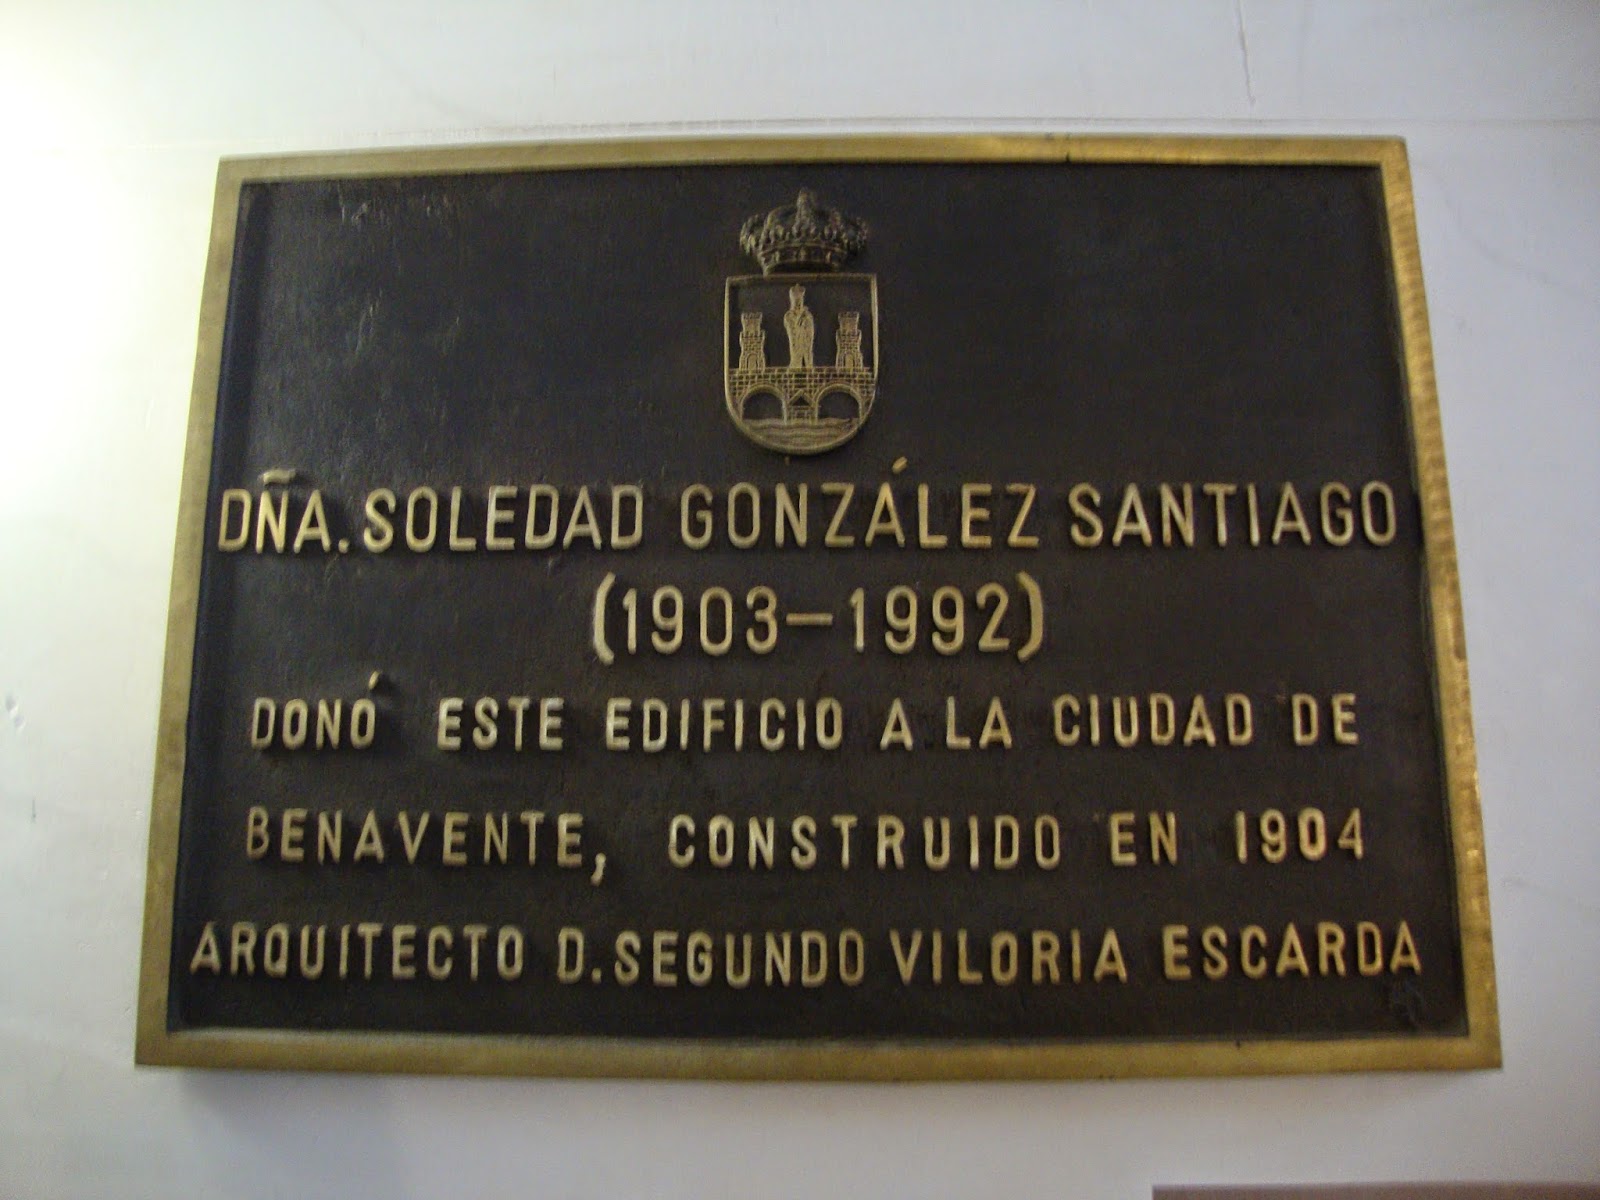 DÑA. SOLEDAD GONZÁLEZ SANTIAGO
(1903-1992)
DONÓ ESTE EDIFICIO A LA CIUDAD DE
BENAVENTE, CONSTRUIDO EN 1904
ARQUITECTO D. SEGUNDO VILORIA ESCARDA